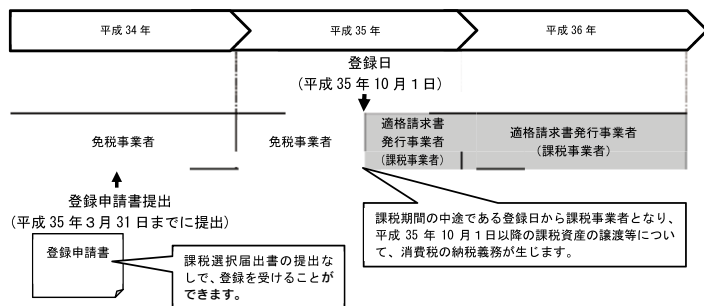 平成 34 年
平成 35 年
平成 36 年
登録日
(平成 35 年 10 月 1 日)
免税事業者
免税事業者
適格請求書
発行事業者
(課税事業者)
適格請求書発行事業者
(課税事業者)
登録申請書提出
(平成 35 年 3 月 31 日までに提出)
登録申請書
課税選択届出書の提出な
しで、登録を受けることが
できます。
課税期間の中途である登録日から課税事業者となり、
平成 35 年 10 月 1 日以降の課税資産の譲渡等につい
て、消費税の納税義務が生じます。